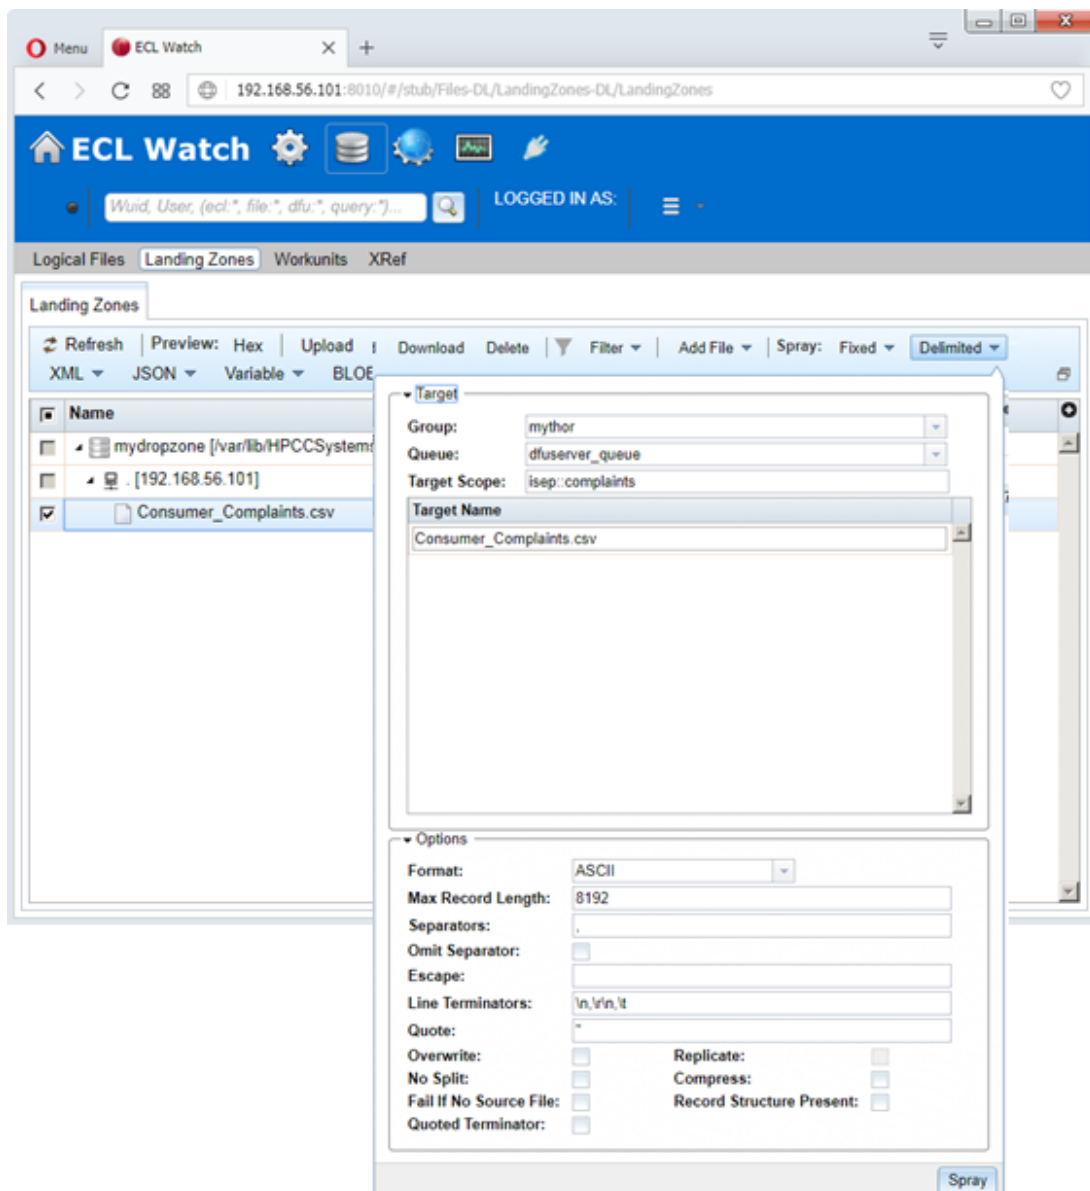 Menu ECL Watch
192.168.56.101:8010/#/stub/Files-DL/LandingZones-DL/LandingZones
ECL Watch
Wuid, User, (ecl:*, file:*, dfu:*, query:*)... LOGGED IN AS:
Logical Files Landing Zones Workunits XRef
Landing Zones
Refresh Preview: Hex Upload Download Delete Filter Add File Spray: Fixed Delimited
XML JSON Variable BLOB
Name
mydropzone [/var/lib/HPCCSystems
. [192.168.56.101]
Consumer_Complaints.csv
Target
Group: mythor
Queue: dfuserver_queue
Target Scope: isep::complaints
Target Name
Consumer_Complaints.csv
Options
Format: ASCII
Max Record Length: 8192
Separators: ,
Omit Separator:
Escape:
Line Terminators: \n,\r\n,\t
Quote: "
Overwrite: Replicate:
No Split: Compress:
Fail If No Source File: Record Structure Present:
Quoted Terminator:
Spray